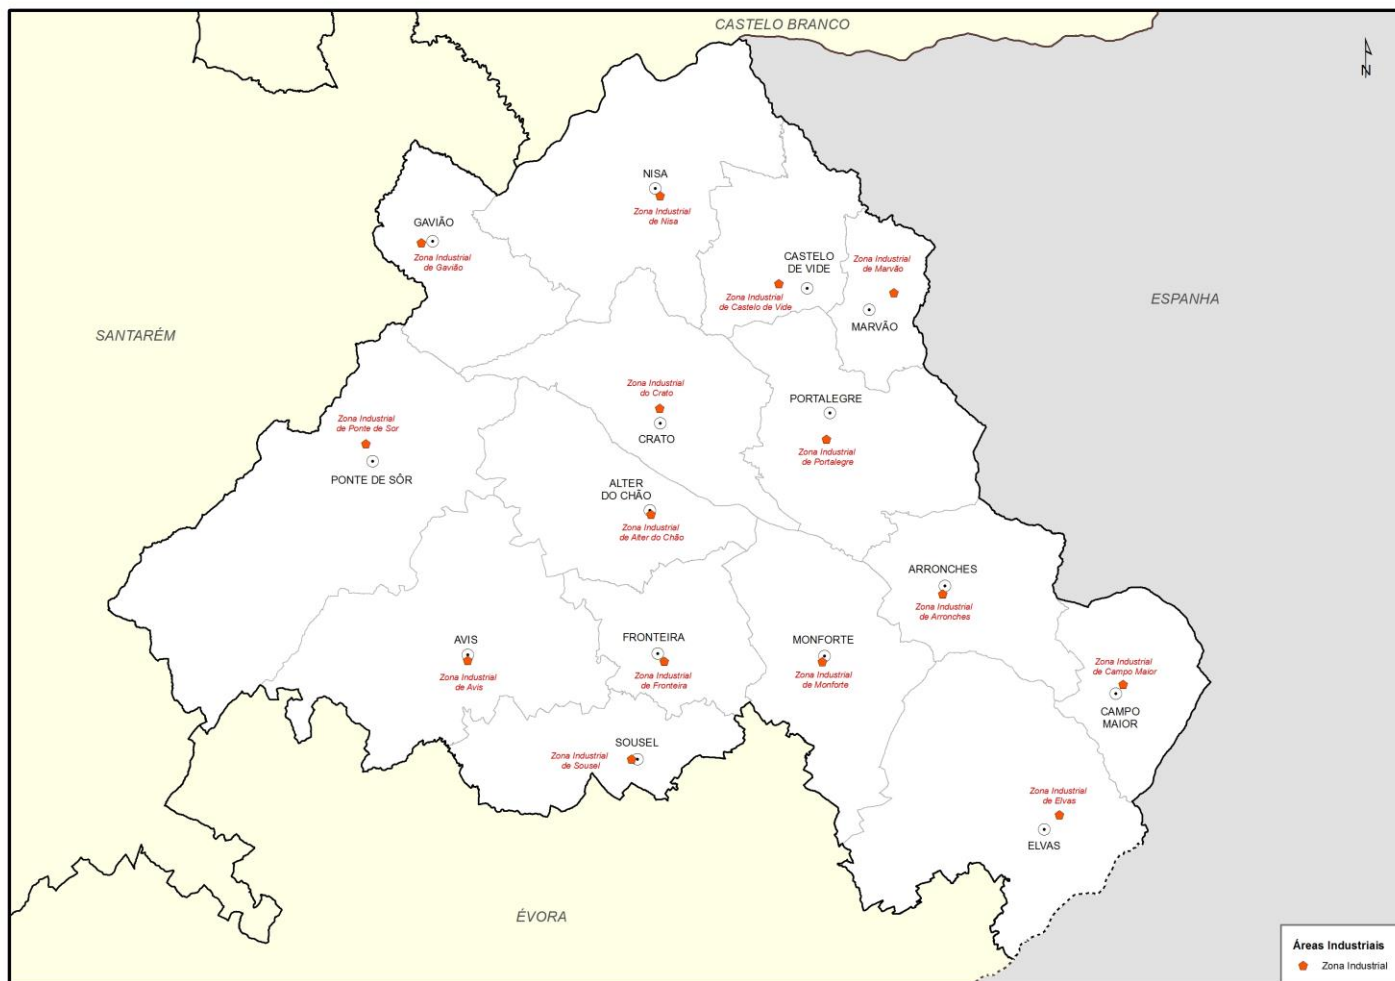 CASTELO BRANCO
N
NISA
Zona Industrial
de Nisa
GAVIÃO
Zona Industrial
de Gavião
CASTELO
DE VIDE
Zona Industrial
de Castelo de Vide
Zona Industrial
de Marvão
MARVÃO
ESPANHA
SANTARÉM
Zona Industrial
do Crato
CRATO
PORTALEGRE
Zona Industrial
de Portalegre
Zona Industrial
de Ponte de Sor
PONTE DE SÔR
ALTER
DO CHÃO
Zona Industrial
de Alter do Chão
ARRONCHES
Zona Industrial
de Arronches
AVIS
Zona Industrial
de Avis
FRONTEIRA
Zona Industrial
de Fronteira
MONFORTE
Zona Industrial
de Monforte
Zona Industrial
de Campo Maior
CAMPO
MAIOR
SOUSEL
Zona Industrial
de Sousel
Zona Industrial
de Elvas
ELVAS
ÉVORA
Áreas Industriais
Zona Industrial